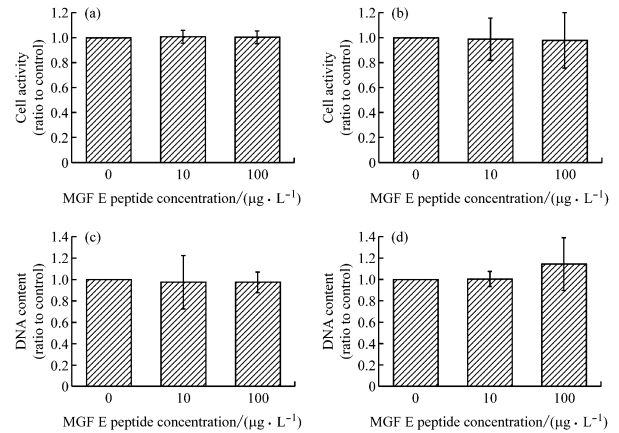 (a)
Cell activity
(ratio to control)
1.2
1.0
0.8
0.6
0.4
0.2
0
0 10 100
MGF E peptide concentration/(μg · L⁻¹)
(b)
Cell activity
(ratio to control)
1.2
1.0
0.8
0.6
0.4
0.2
0
0 10 100
MGF E peptide concentration/(μg · L⁻¹)
(c)
DNA content
(ratio to control)
1.4
1.2
1.0
0.8
0.6
0.4
0.2
0
0 10 100
MGF E peptide concentration/(μg · L⁻¹)
(d)
DNA content
(ratio to control)
1.4
1.2
1.0
0.8
0.6
0.4
0.2
0
0 10 100
MGF E peptide concentration/(μg · L⁻¹)